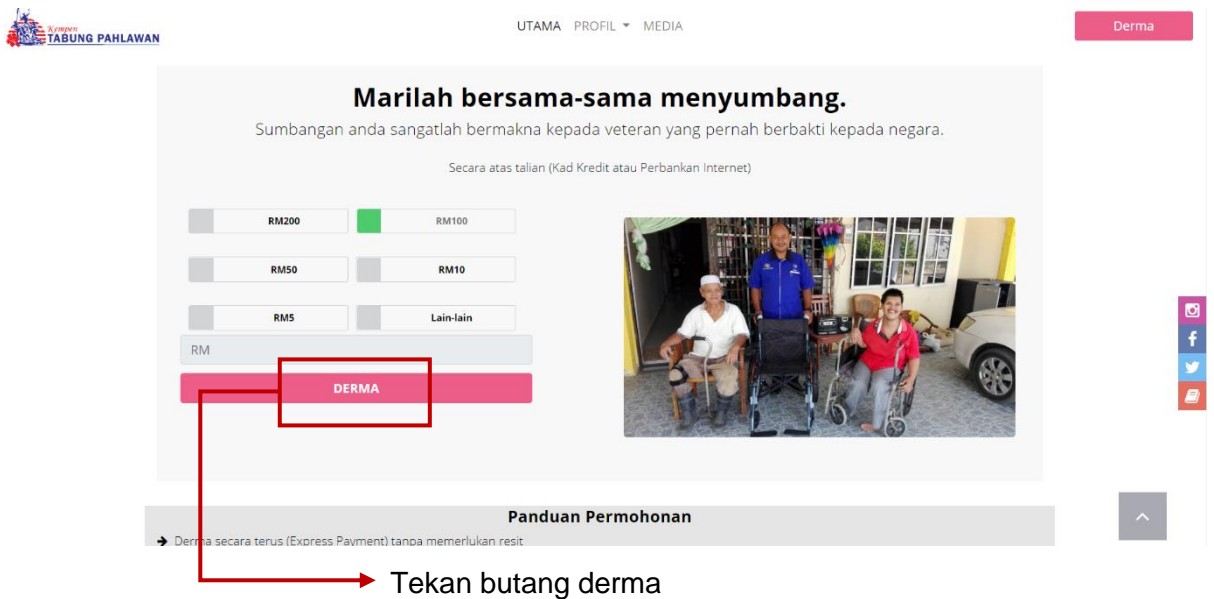 Kempen
TABUNG PAHLAWAN
UTAMA PROFIL MEDIA
Derma
Marilah bersama-sama menyumbang.
Sumbangan anda sangatlah bermakna kepada veteran yang pernah berbakti kepada negara.
Secara atas talian (Kad Kredit atau Perbankan Internet)
RM200 RM100
RM50 RM10
RM5 Lain-lain
RM
DERMA
Panduan Permohonan
Derma secara terus (Express Payment) tanpa memerlukan resit
Tekan butang derma